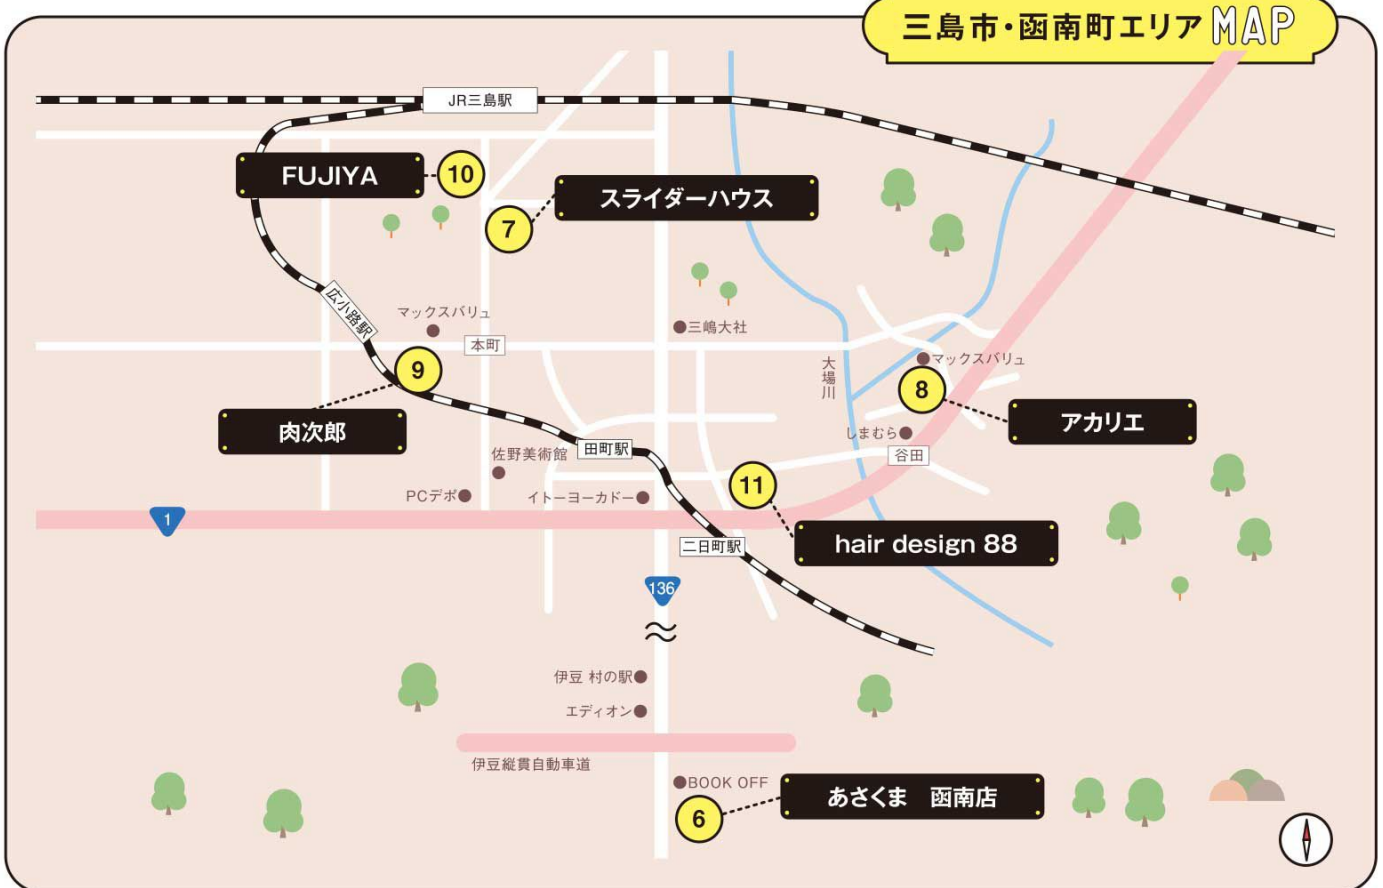 三島市・函南町エリア MAP
JR三島駅
FUJIYA
10
スライダーハウス
7
広小路駅
マックスバリュ
三嶋大社
本町
大場川
マックスバリュ
9
8
肉次郎
アカリエ
しまむら
田町駅
佐野美術館
谷田
PCデポ
イトーヨーカドー
11
1
二日町駅
hair design 88
136
伊豆 村の駅
エディオン
伊豆縦貫自動車道
BOOK OFF
6
あさくま 函南店